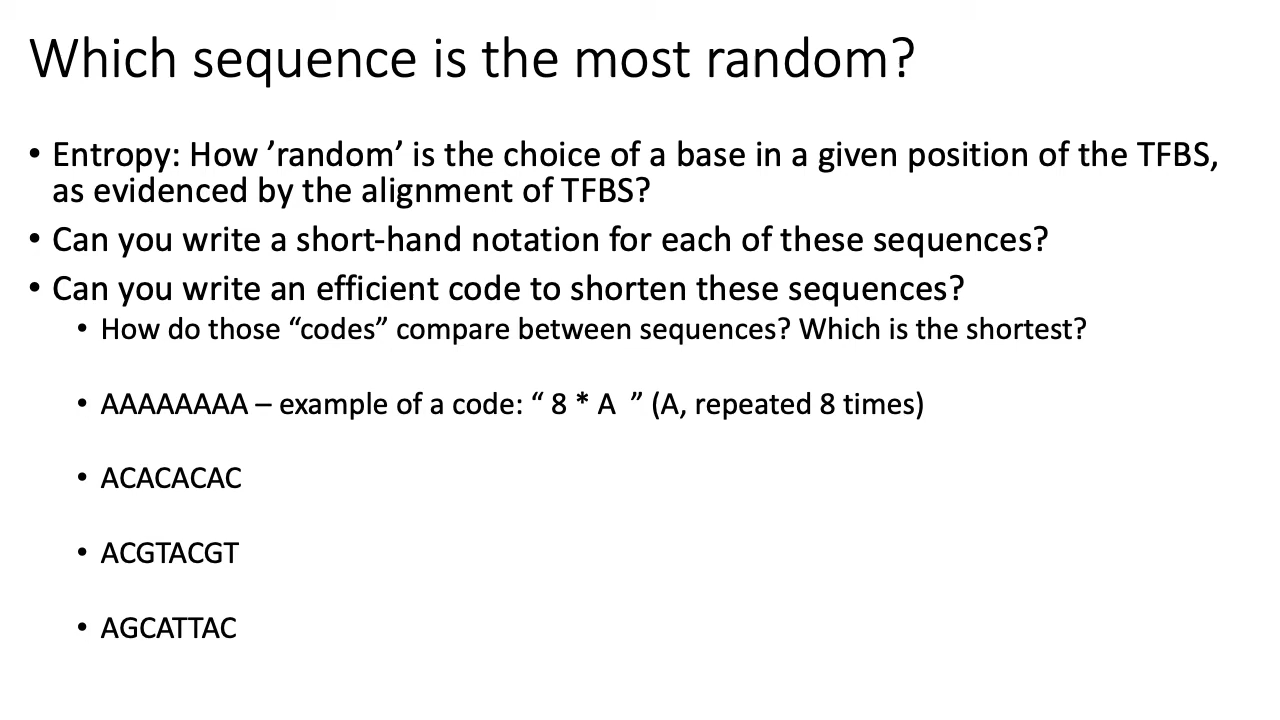 Which sequence is the most random?
• Entropy: How ’random’ is the choice of a base in a given position of the TFBS,
as evidenced by the alignment of TFBS?
• Can you write a short-hand notation for each of these sequences?
• Can you write an efficient code to shorten these sequences?
• How do those “codes” compare between sequences? Which is the shortest?
• AAAAAAAA – example of a code: “ 8 * A ” (A, repeated 8 times)
• ACACACAC
• ACGTACGT
• AGCATTAC